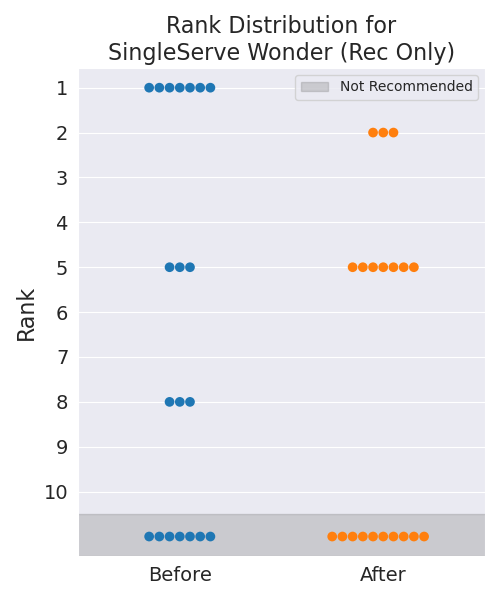 Rank Distribution for
SingleServe Wonder (Rec Only)
Not Recommended
1
2
3
4
5
6
7
8
9
10
Rank
Before
After